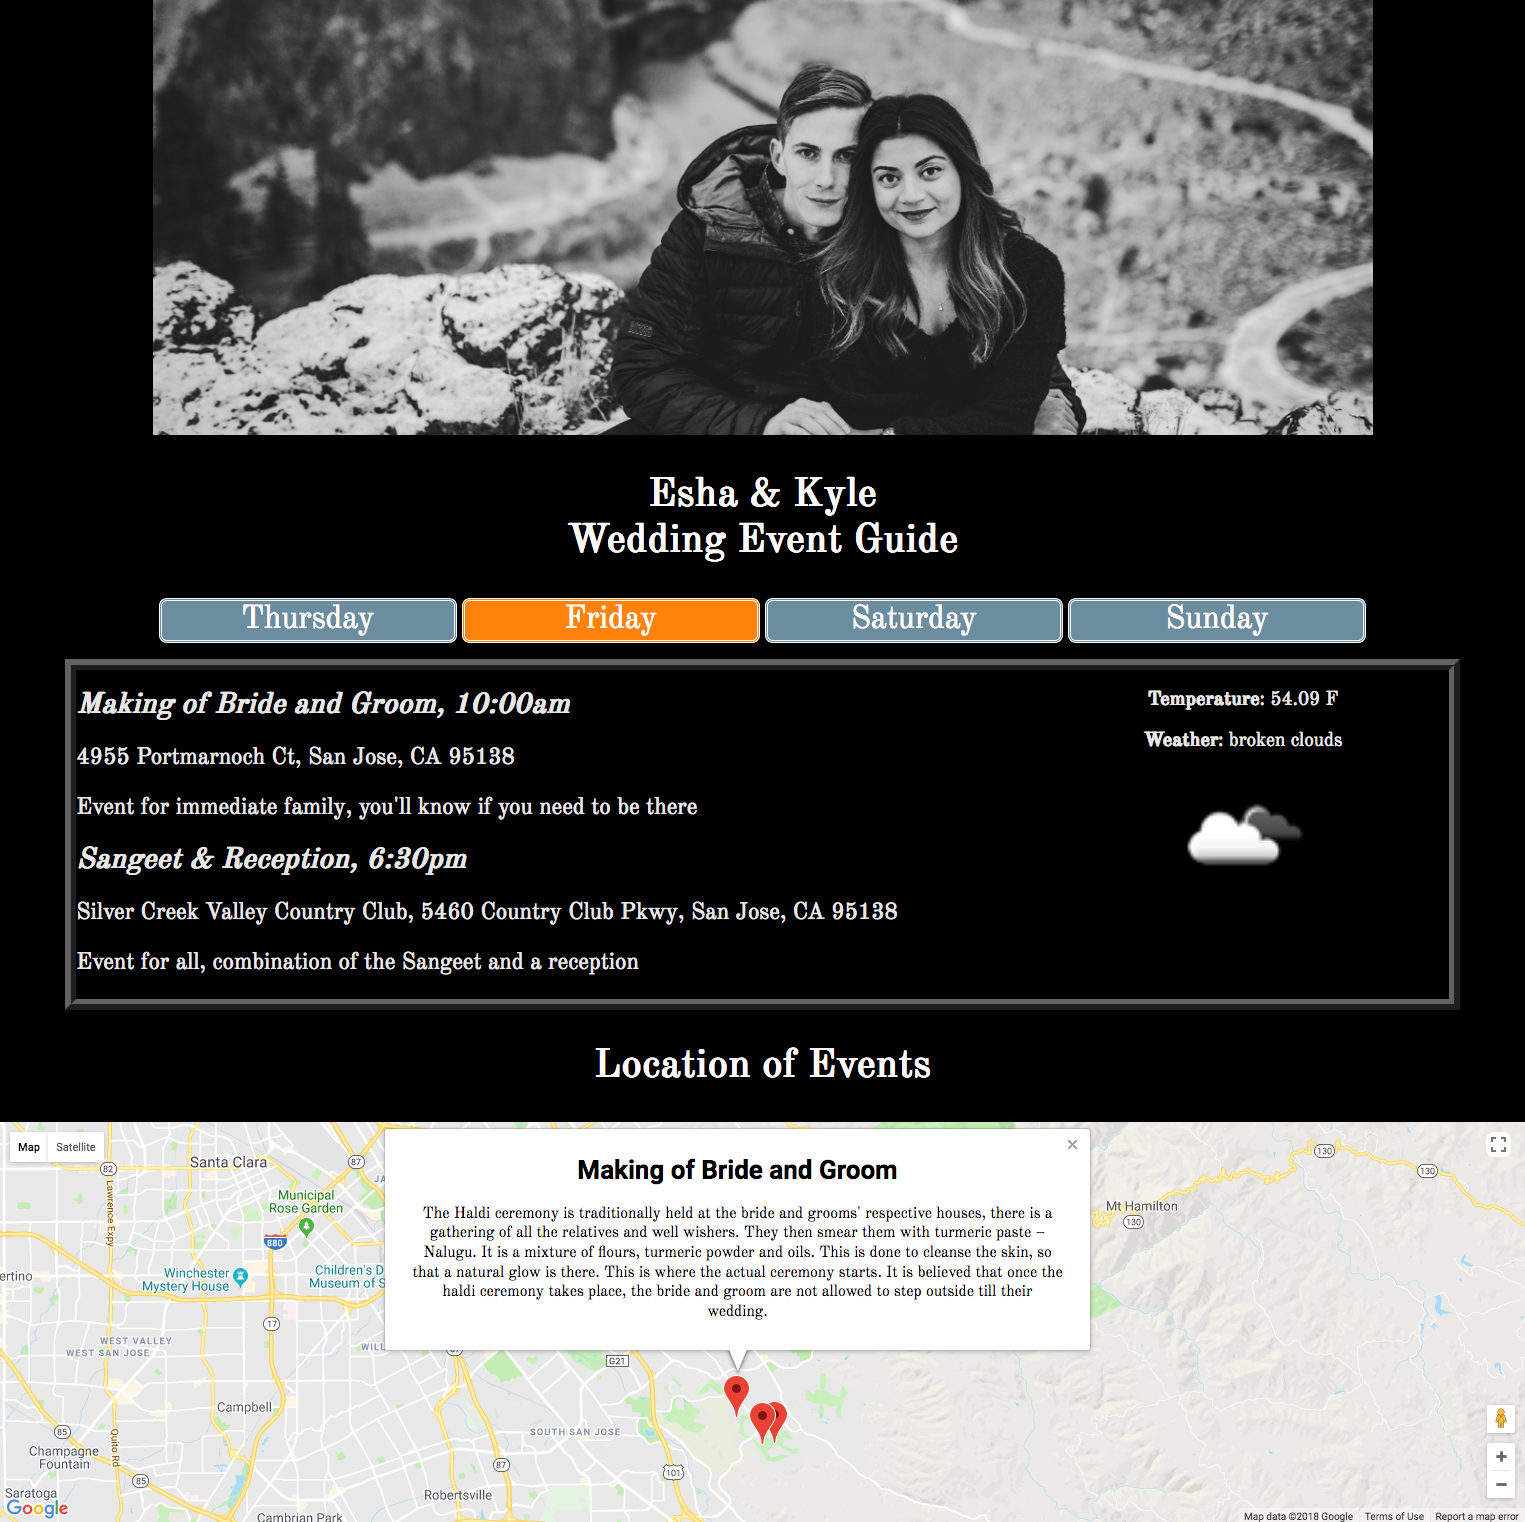 Esha & Kyle
Wedding Event Guide
Thursday
Friday
Saturday
Sunday
Making of Bride and Groom, 10:00am
4955 Portmarnoch Ct, San Jose, CA 95138
Event for immediate family, you'll know if you need to be there
Sangeet & Reception, 6:30pm
Silver Creek Valley Country Club, 5460 Country Club Pkwy, San Jose, CA 95138
Event for all, combination of the Sangeet and a reception
Temperature: 54.09 F
Weather: broken clouds
Location of Events
Map
Satellite
Making of Bride and Groom
The Haldi ceremony is traditionally held at the bride and grooms' respective houses, there is a
gathering of all the relatives and well wishers. They then smear them with turmeric paste –
Nalugu. It is a mixture of flours, turmeric powder and oils. This is done to cleanse the skin, so
that a natural glow is there. This is where the actual ceremony starts. It is believed that once the
haldi ceremony takes place, the bride and groom are not allowed to step outside till their
wedding.
Santa Clara
82
87
JA
Lawrence Expy
Municipal
Rose Garden
880
Winchester
Mystery House
Children's D
Museum of S
ertino
17
WEST VALLEY
WEST SAN JOSE
WILL
87
G21
130
130
Mt Hamilton
130
Campbell
85
Quito Rd
Champagne
Fountain
85
Saratoga
SOUTH SAN JOSE
87
101
Robertsville
Cambrian Park
Google
Map data ©2018 Google
Terms of Use
Report a map error